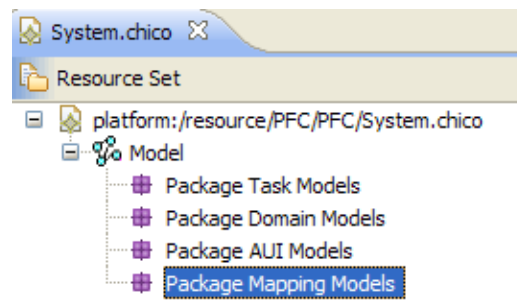 System.chico
Resource Set
platform:/resource/PFC/PFC/System.chico
Model
Package Task Models
Package Domain Models
Package AUI Models
Package Mapping Models